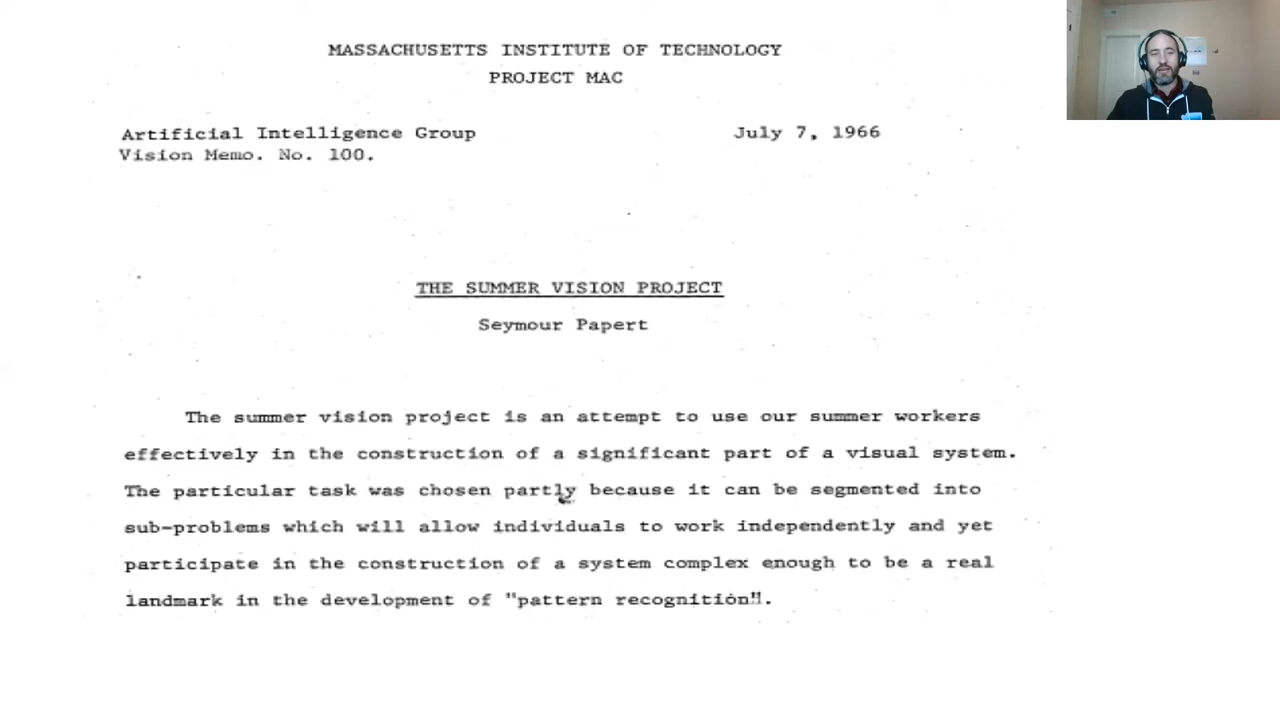 MASSACHUSETTS INSTITUTE OF TECHNOLOGY
PROJECT MAC
Artificial Intelligence Group
July 7, 1966
Vision Memo. No. 100.
THE SUMMER VISION PROJECT
Seymour Papert
The summer vision project is an attempt to use our summer workers
effectively in the construction of a significant part of a visual system.
The particular task was chosen partly because it can be segmented into
sub-problems which will allow individuals to work independently and yet
participate in the construction of a system complex enough to be a real
landmark in the development of "pattern recognition".